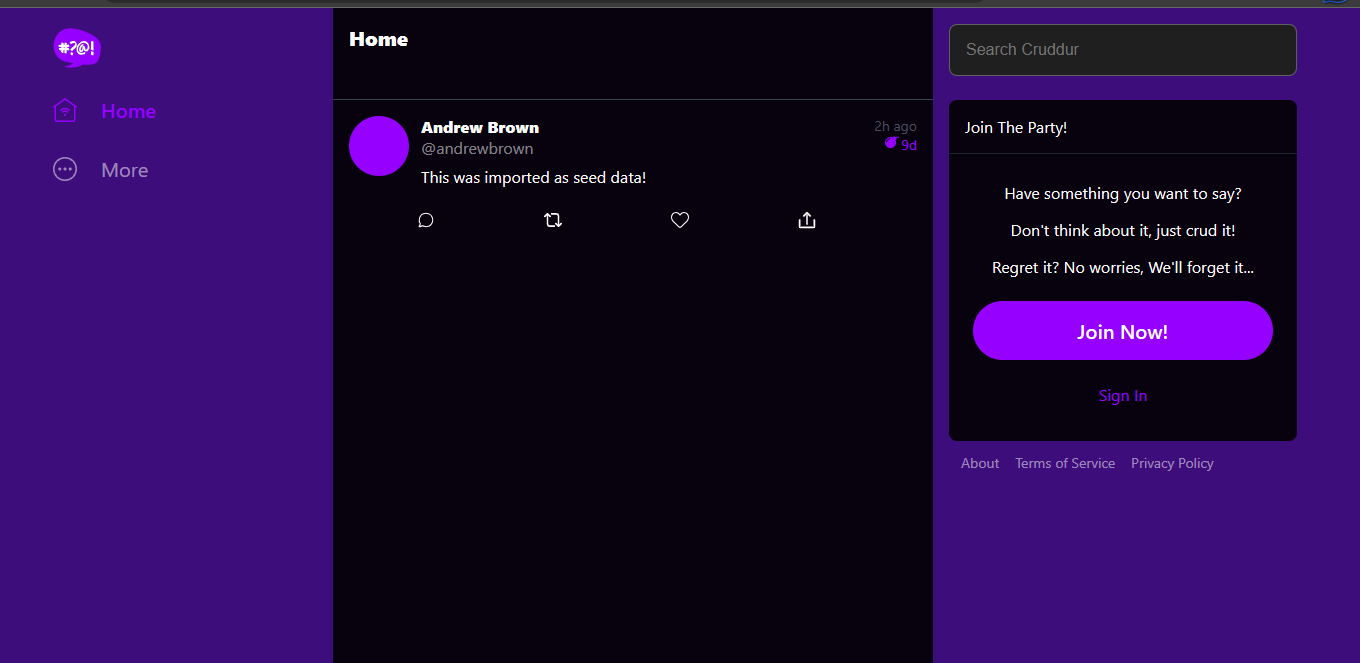 #?@!
Home
More
Home
Andrew Brown
@andrewbrown
2h ago
9d
This was imported as seed data!
Search Cruddur
Join The Party!
Have something you want to say?
Don't think about it, just crud it!
Regret it? No worries, We'll forget it...
Join Now!
Sign In
About Terms of Service Privacy Policy